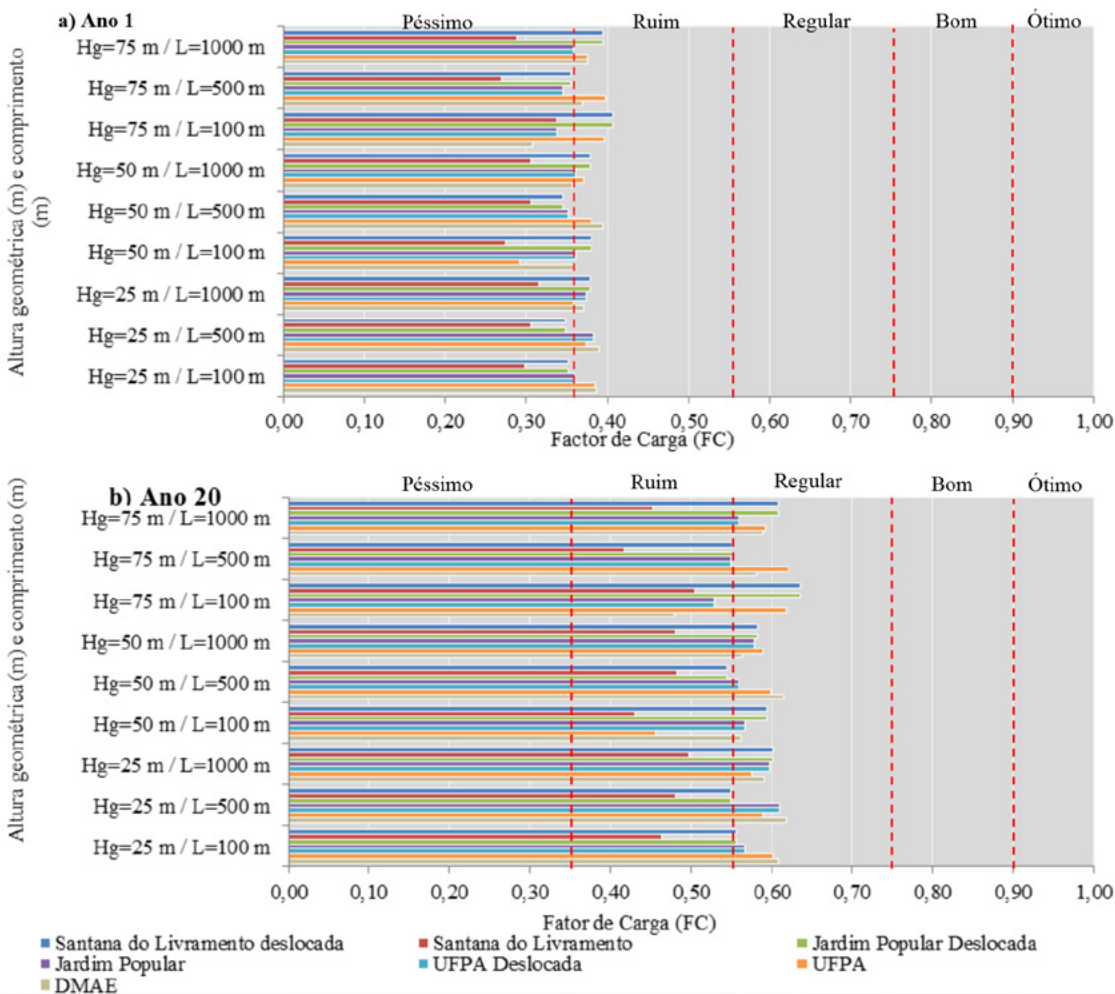 a) Ano 1
Péssimo Ruim Regular Bom Ótimo
Altura geométrica (m) e comprimento
(m)
Hg=75 m / L=1000 m
Hg=75 m / L=500 m
Hg=75 m / L=100 m
Hg=50 m / L=1000 m
Hg=50 m / L=500 m
Hg=50 m / L=100 m
Hg=25 m / L=1000 m
Hg=25 m / L=500 m
Hg=25 m / L=100 m
0,00 0,10 0,20 0,30 0,40 0,50 0,60 0,70 0,80 0,90 1,00
Factor de Carga (FC)
b) Ano 20
Péssimo Ruim Regular Bom Ótimo
Altura geométrica (m) e comprimento (m)
Hg=75 m / L=1000 m
Hg=75 m / L=500 m
Hg=75 m / L=100 m
Hg=50 m / L=1000 m
Hg=50 m / L=500 m
Hg=50 m / L=100 m
Hg=25 m / L=1000 m
Hg=25 m / L=500 m
Hg=25 m / L=100 m
0,00 0,10 0,20 0,30 0,40 0,50 0,60 0,70 0,80 0,90 1,00
Fator de Carga (FC)
Santana do Livramento deslocada Santana do Livramento Jardim Popular Deslocada
Jardim Popular UFPA Deslocada UFPA
DMAE